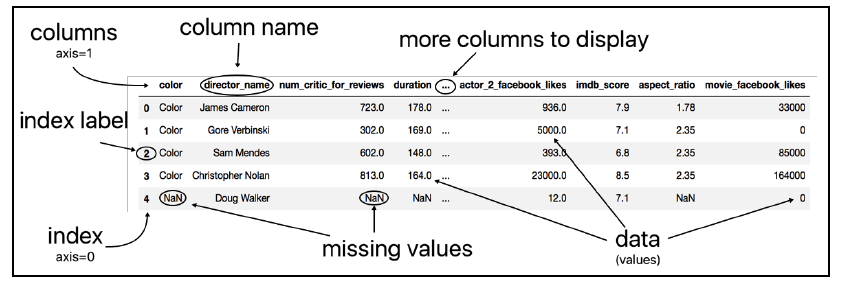 columns
axis=1
column name
more columns to display
color director_name num_critic_for_reviews duration ... actor_2_facebook_likes imdb_score aspect_ratio movie_facebook_likes
0 Color James Cameron 723.0 178.0 ... 936.0 7.9 1.78 33000
index label
1 Color Gore Verbinski 302.0 169.0 ... 5000.0 7.1 2.35 0
2 Color Sam Mendes 602.0 148.0 ... 393.0 6.8 2.35 85000
3 Color Christopher Nolan 813.0 164.0 ... 23000.0 8.5 2.35 164000
4 NaN Doug Walker NaN NaN ... 12.0 7.1 NaN 0
index
axis=0
missing values
data
(values)